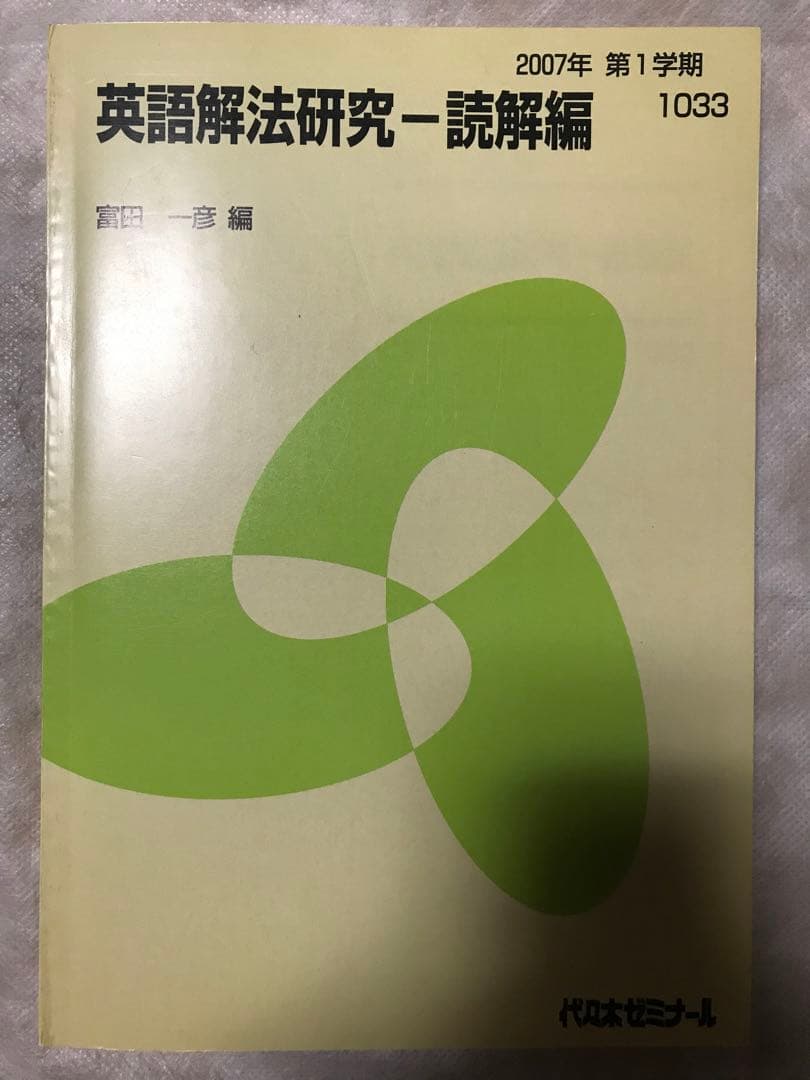 2007年 第1学期
英語解法研究－読解編 1033
富田 一彦 編
代々木ゼミナール